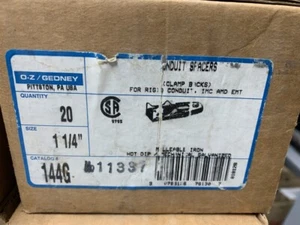 O-Z/GEDNEY
PITTSTON, PA USA
CONDUIT SPACERS
(CLAMP BACKS)
FOR RIGID CONDUIT, IMC AND EMT
QUANTITY
20
SIZE
1 1/4"
MALLEABLE IRON
HOT DIP
CATALOG #
144G
11337